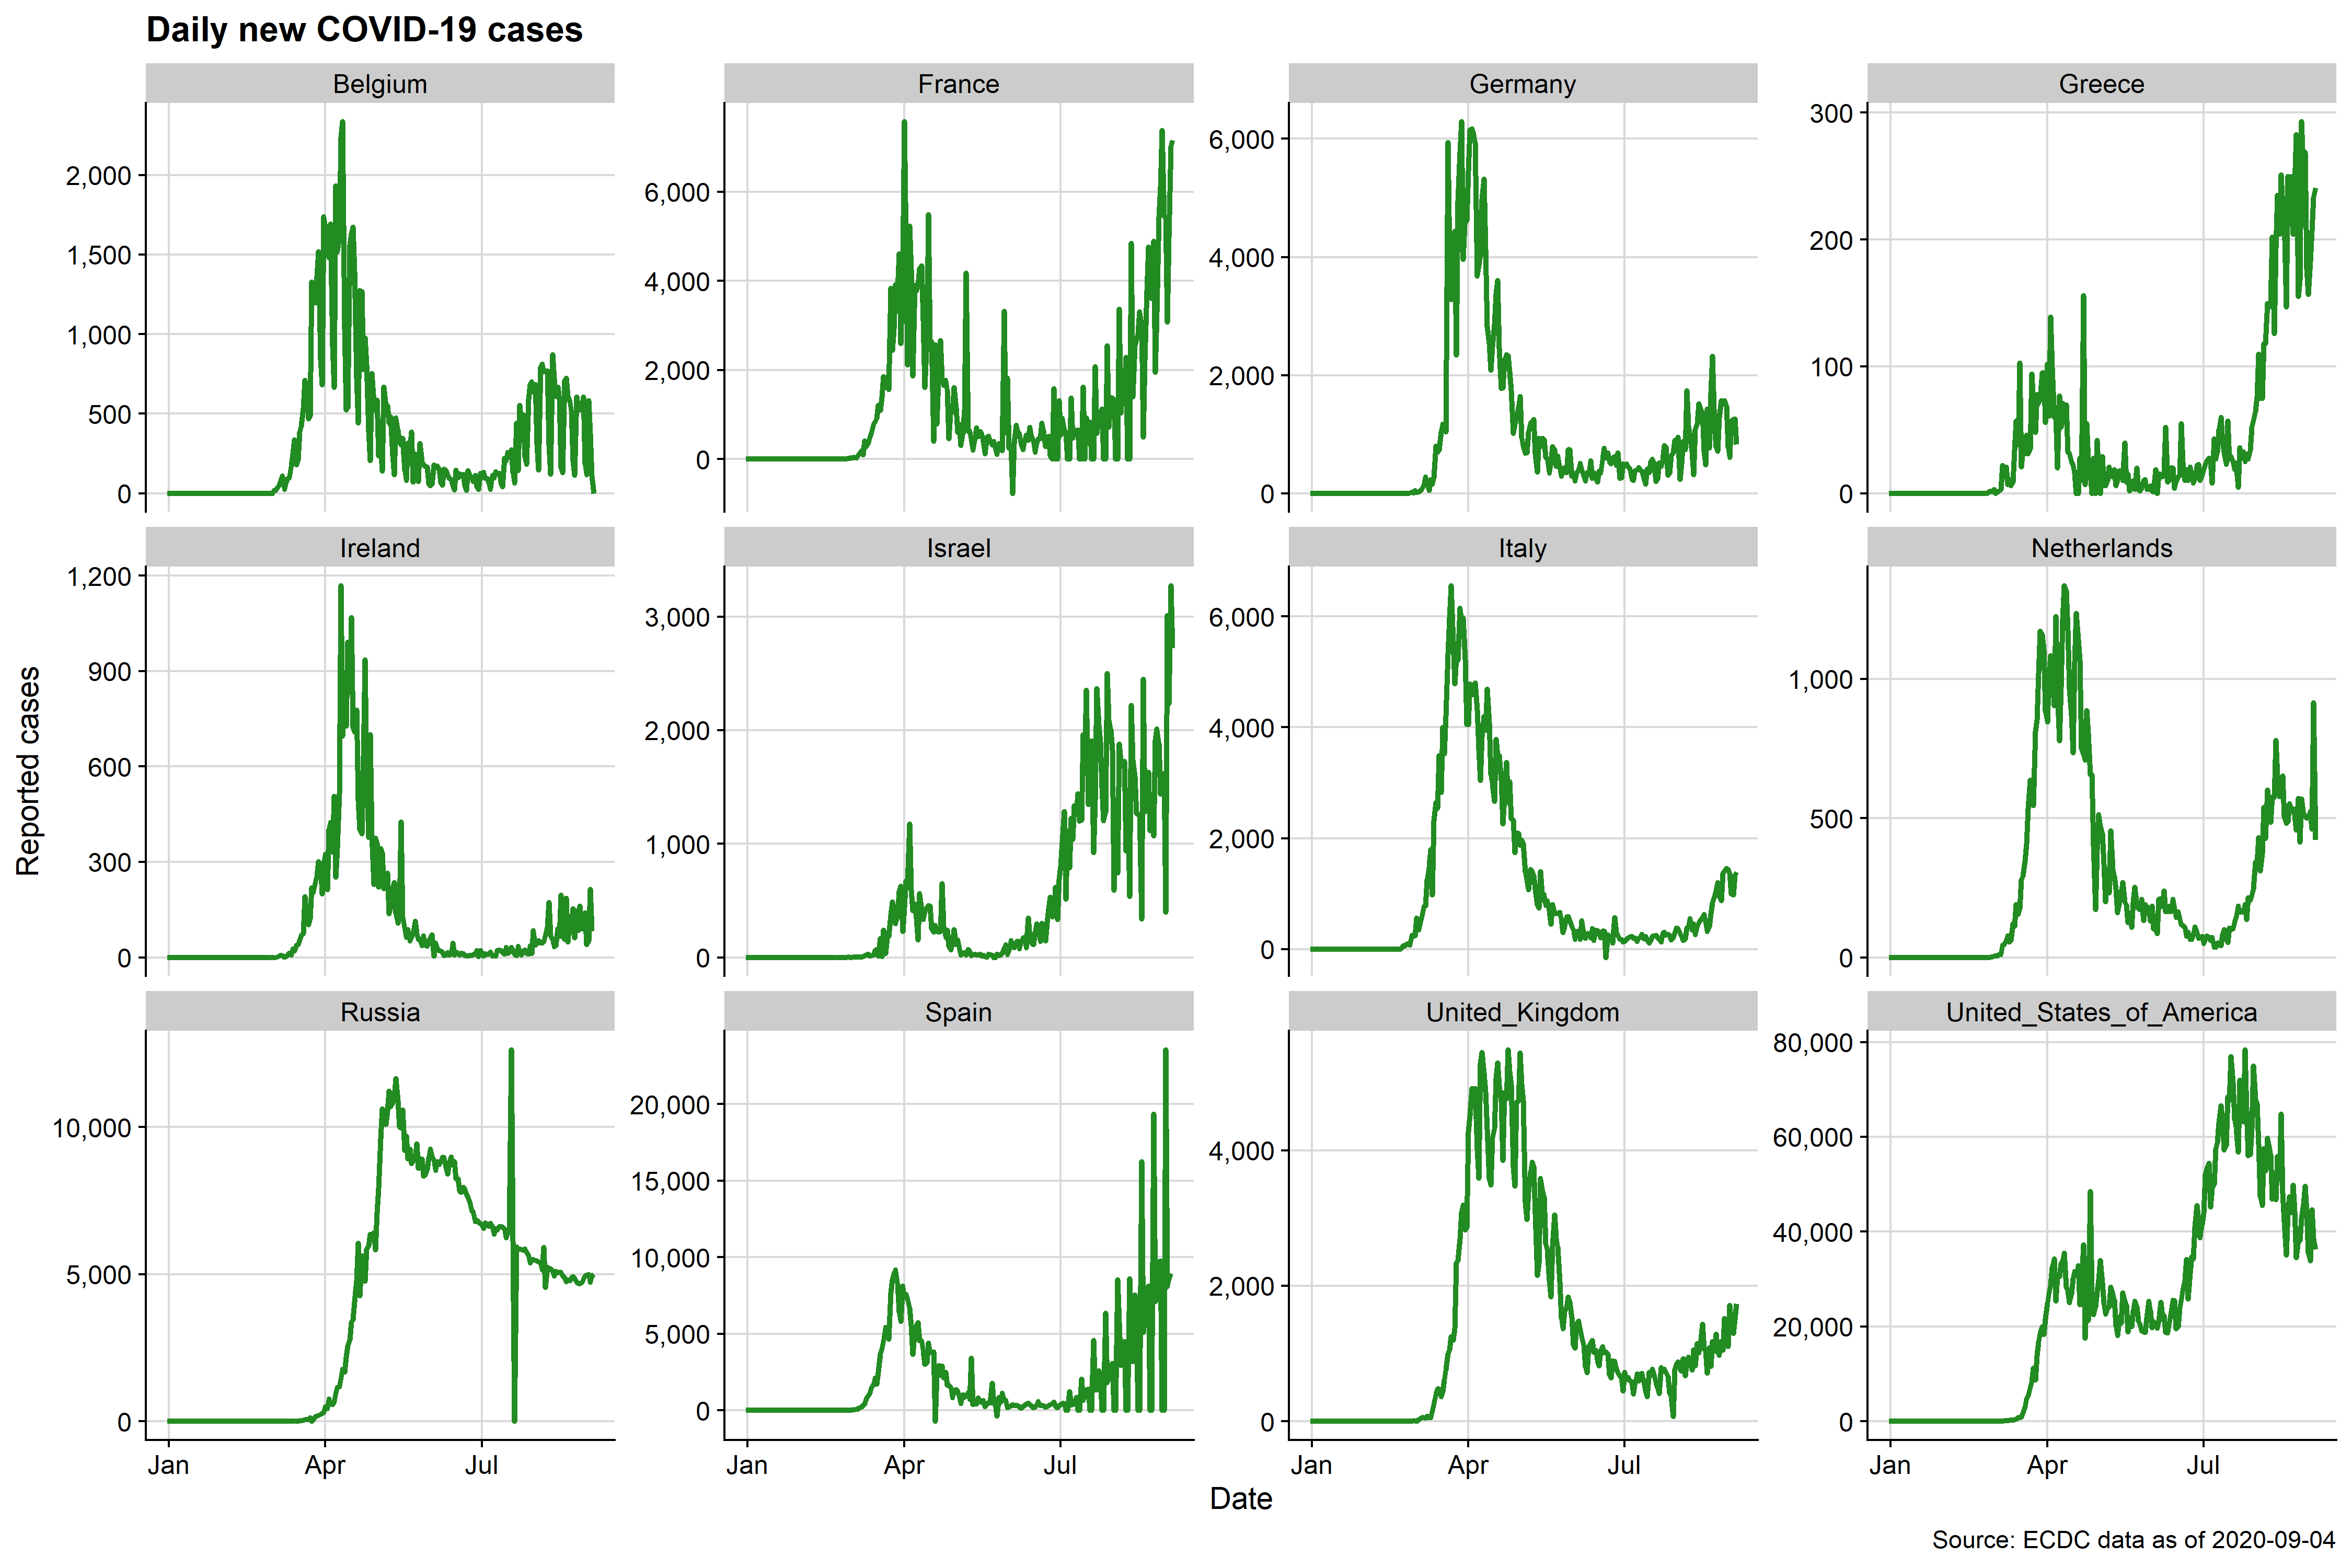 Daily new COVID-19 cases
Belgium
France
Germany
Greece
2,000
1,500
1,000
500
0
6,000
4,000
2,000
0
6,000
4,000
2,000
0
300
200
100
0
Ireland
Israel
Italy
Netherlands
1,200
900
600
300
0
3,000
2,000
1,000
0
6,000
4,000
2,000
0
1,000
500
0
Reported cases
Russia
Spain
United_Kingdom
United_States_of_America
10,000
5,000
0
20,000
15,000
10,000
5,000
0
4,000
2,000
0
80,000
60,000
40,000
20,000
0
Jan Apr Jul
Jan Apr Jul
Jan Apr Jul
Jan Apr Jul
Date
Source: ECDC data as of 2020-09-04